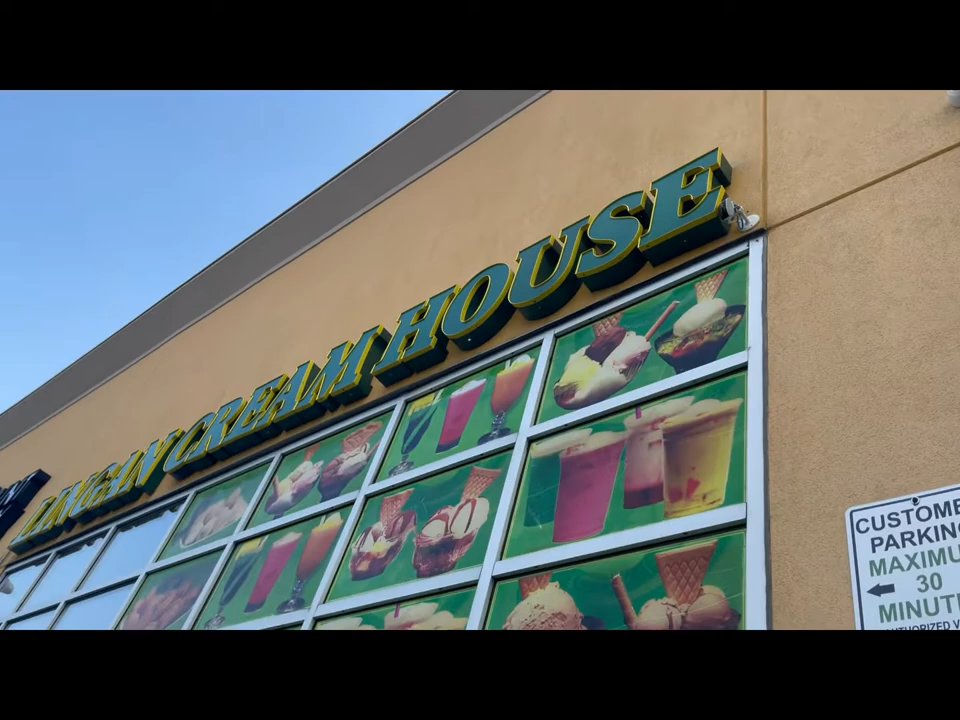 LANGAN CREAM HOUSE
CUSTOME
PARKING
MAXIMU
30
MINUT